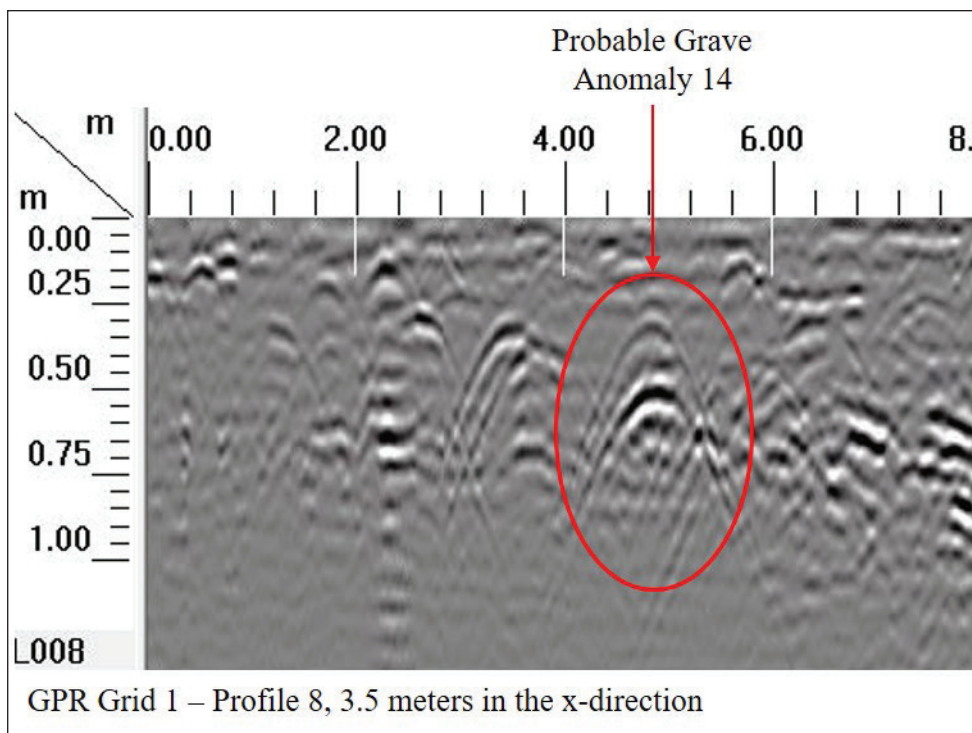 Probable Grave
Anomaly 14
m
0.00 2.00 4.00 6.00 8.
m
0.00
0.25
0.50
0.75
1.00
L008
GPR Grid 1 – Profile 8, 3.5 meters in the x-direction